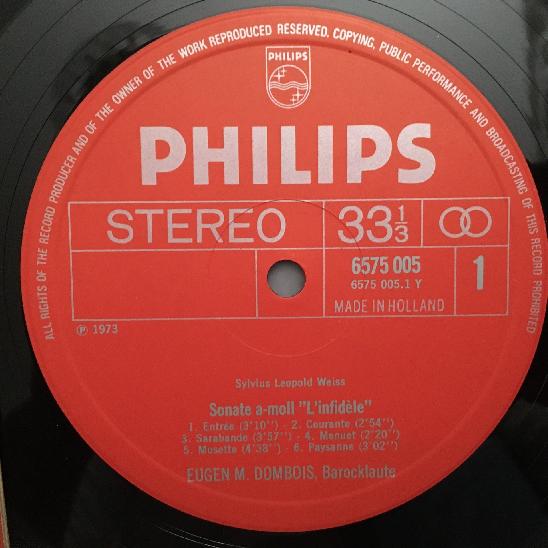 ALL RIGHTS OF THE RECORD PRODUCER AND OF THE OWNER OF THE WORK REPRODUCED RESERVED. COPYING, PUBLIC PERFORMANCE AND BROADCASTING OF THIS RECORD PROHIBITED
PHILIPS
PHILIPS
STEREO 33 1/3
6575 005 1
6575 005.1 Y
MADE IN HOLLAND
℗ 1973
Sylvius Leopold Weiss
Sonate a-moll "L'infidèle"
1. Entrée (3'10'') - 2. Courante (2'54'')
3. Sarabande (3'57'') - 4. Menuet (2'20'')
5. Musette (4'38'') - 6. Paysanne (3'02'')
EUGEN M. DOMBOIS, Barocklaute